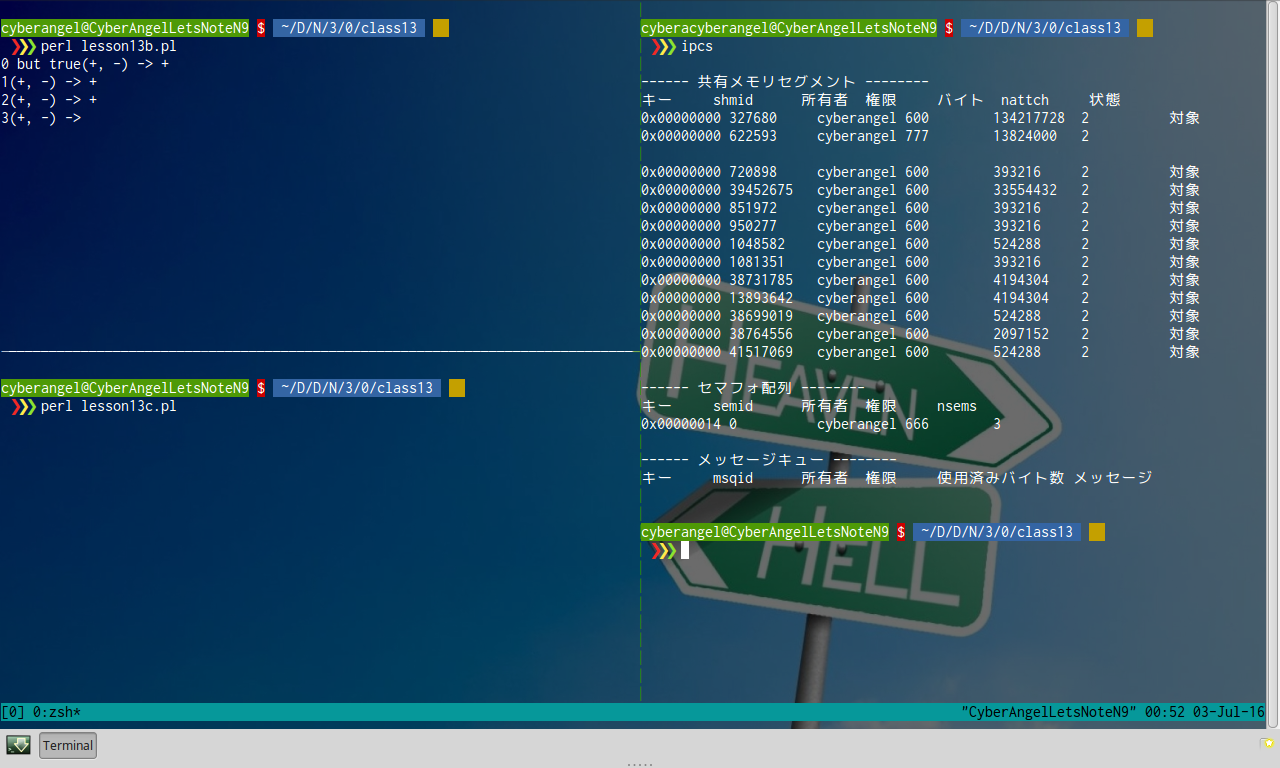 cyberangel@CyberAngelLetsNoteN9 $ ~/D/N/3/0/class13
❯❯❯ perl lesson13b.pl
0 but true(+, -) -> +
1(+, -) -> +
2(+, -) -> +
3(+, -) ->
cyberangel@CyberAngelLetsNoteN9 $ ~/D/D/N/3/0/class13
❯❯❯ perl lesson13c.pl
cyberacyberangel@CyberAngelLetsNoteN9 $ ~/D/D/N/3/0/class13
❯❯❯ ipcs
------ 共有メモリセグメント --------
キー shmid 所有者 権限 バイト nattch 状態
0x00000000 327680 cyberangel 600 134217728 2 対象
0x00000000 622593 cyberangel 777 13824000 2
0x00000000 720898 cyberangel 600 393216 2 対象
0x00000000 39452675 cyberangel 600 33554432 2 対象
0x00000000 851972 cyberangel 600 393216 2 対象
0x00000000 950277 cyberangel 600 393216 2 対象
0x00000000 1048582 cyberangel 600 524288 2 対象
0x00000000 1081351 cyberangel 600 393216 2 対象
0x00000000 38731785 cyberangel 600 4194304 2 対象
0x00000000 13893642 cyberangel 600 4194304 2 対象
0x00000000 38699019 cyberangel 600 524288 2 対象
0x00000000 38764556 cyberangel 600 2097152 2 対象
0x00000000 41517069 cyberangel 600 524288 2 対象
------ セマフォ配列 --------
キー semid 所有者 権限 nsems
0x00000014 0 cyberangel 666 3
------ メッセージキュー --------
キー msqid 所有者 権限 使用済みバイト数 メッセージ
cyberangel@CyberAngelLetsNoteN9 $ ~/D/D/N/3/0/class13
❯❯❯
HEAVEN
HELL
[0] 0:zsh* "CyberAngelLetsNoteN9" 00:52 03-Jul-16
Terminal